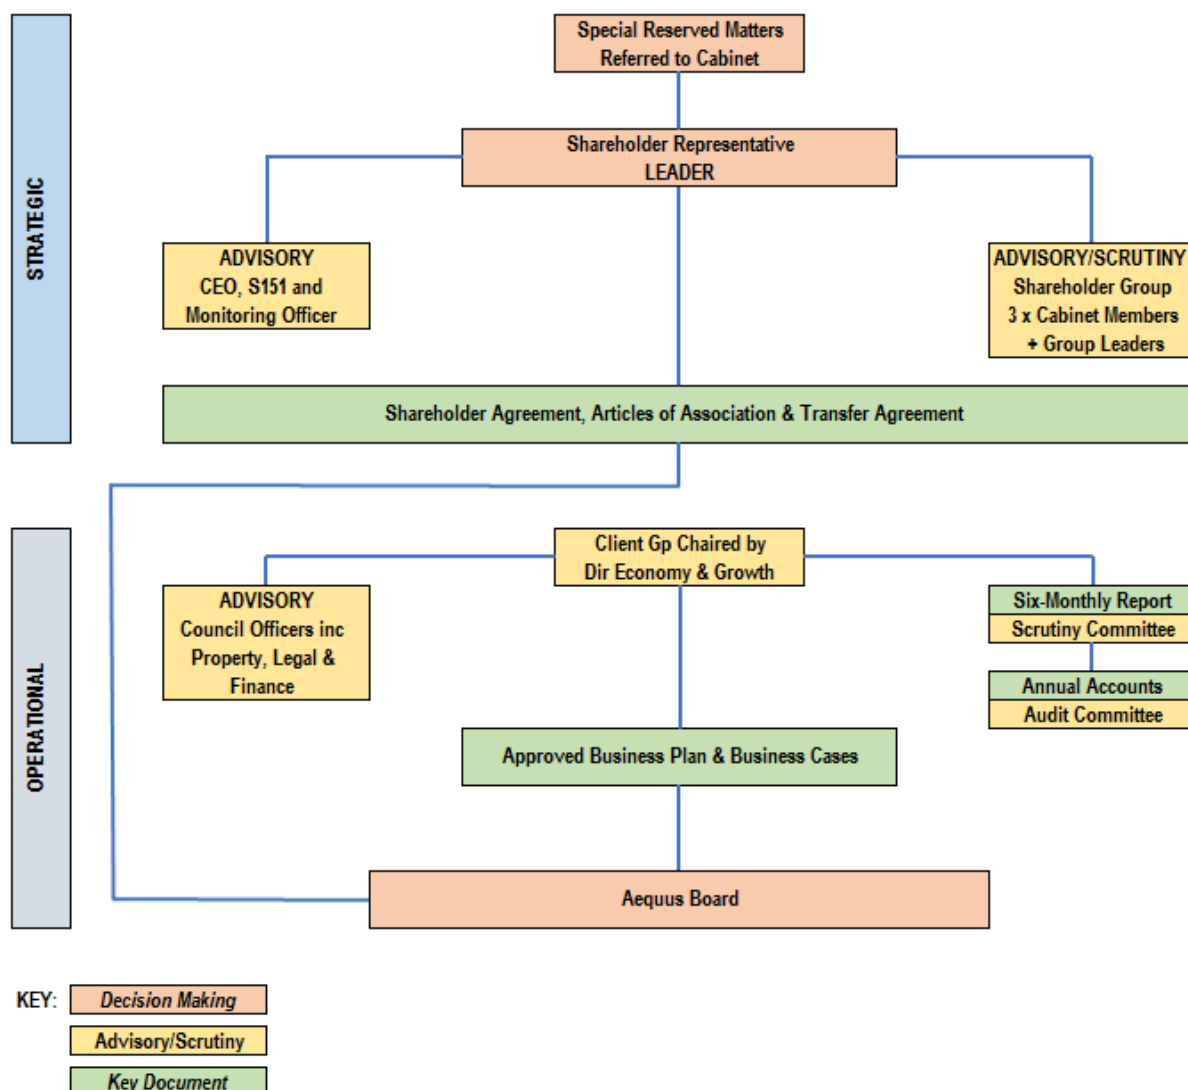 Special Reserved Matters
Referred to Cabinet
Shareholder Representative
LEADER
STRATEGIC
ADVISORY
CEO, S151 and
Monitoring Officer
ADVISORY/SCRUTINY
Shareholder Group
3 x Cabinet Members
+ Group Leaders
Shareholder Agreement, Articles of Association & Transfer Agreement
OPERATIONAL
Client Gp Chaired by
Dir Economy & Growth
ADVISORY
Council Officers inc
Property, Legal &
Finance
Six-Monthly Report
Scrutiny Committee
Annual Accounts
Audit Committee
Approved Business Plan & Business Cases
Aequus Board
KEY:
Decision Making
Advisory/Scrutiny
Key Document